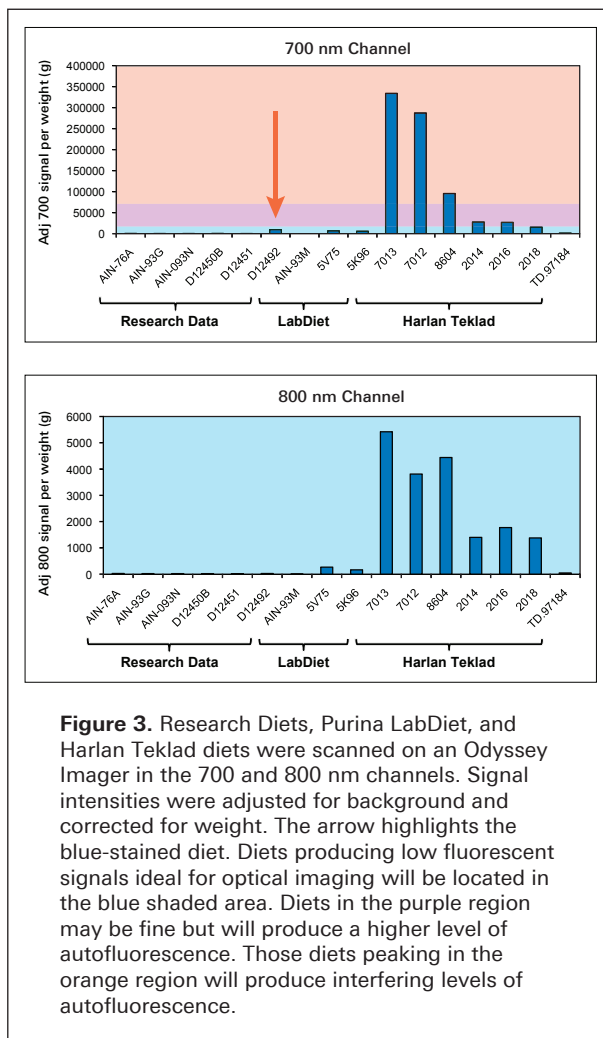 700 nm Channel
Adj 700 signal per weight (g)
400000
350000
300000
250000
200000
150000
100000
50000
0
AIN-76A
AIN-93G
AIN-093N
D12450B
D12451
D12492
AIN-93M
5V75
5K96
7013
7012
8604
2014
2016
2018
TD.97184
Research Data
LabDiet
Harlan Teklad
800 nm Channel
Adj 800 signal per weight (g)
6000
5000
4000
3000
2000
1000
0
AIN-76A
AIN-93G
AIN-093N
D12450B
D12451
D12492
AIN-93M
5V75
5K96
7013
7012
8604
2014
2016
2018
TD.97184
Research Data
LabDiet
Harlan Teklad
Figure 3. Research Diets, Purina LabDiet, and
Harlan Teklad diets were scanned on an Odyssey
Imager in the 700 and 800 nm channels. Signal
intensities were adjusted for background and
corrected for weight. The arrow highlights the
blue-stained diet. Diets producing low fluorescent
signals ideal for optical imaging will be located in
the blue shaded area. Diets in the purple region
may be fine but will produce a higher level of
autofluorescence. Those diets peaking in the
orange region will produce interfering levels of
autofluorescence.